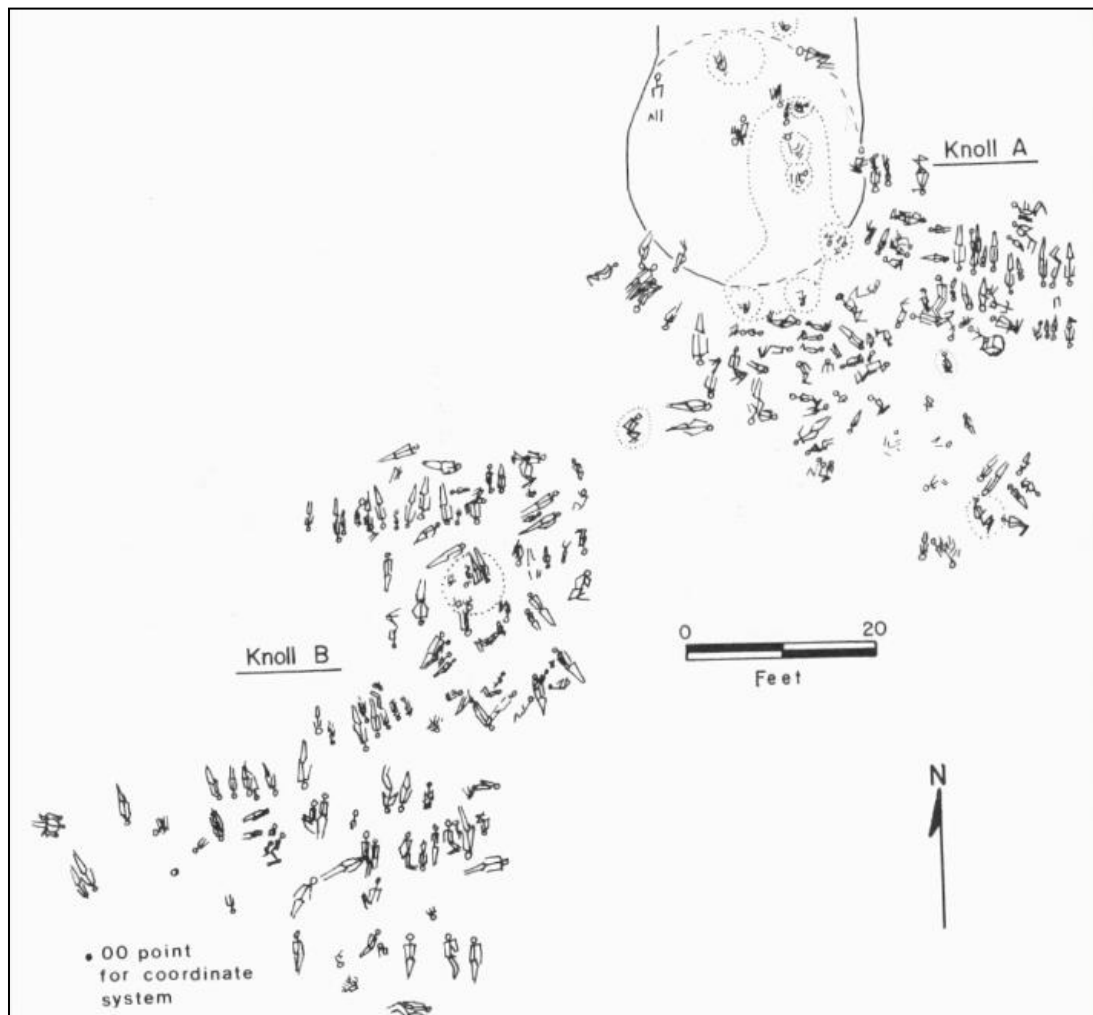 Knoll A
0 20
Feet
Knoll B
N
• 00 point
for coordinate
system